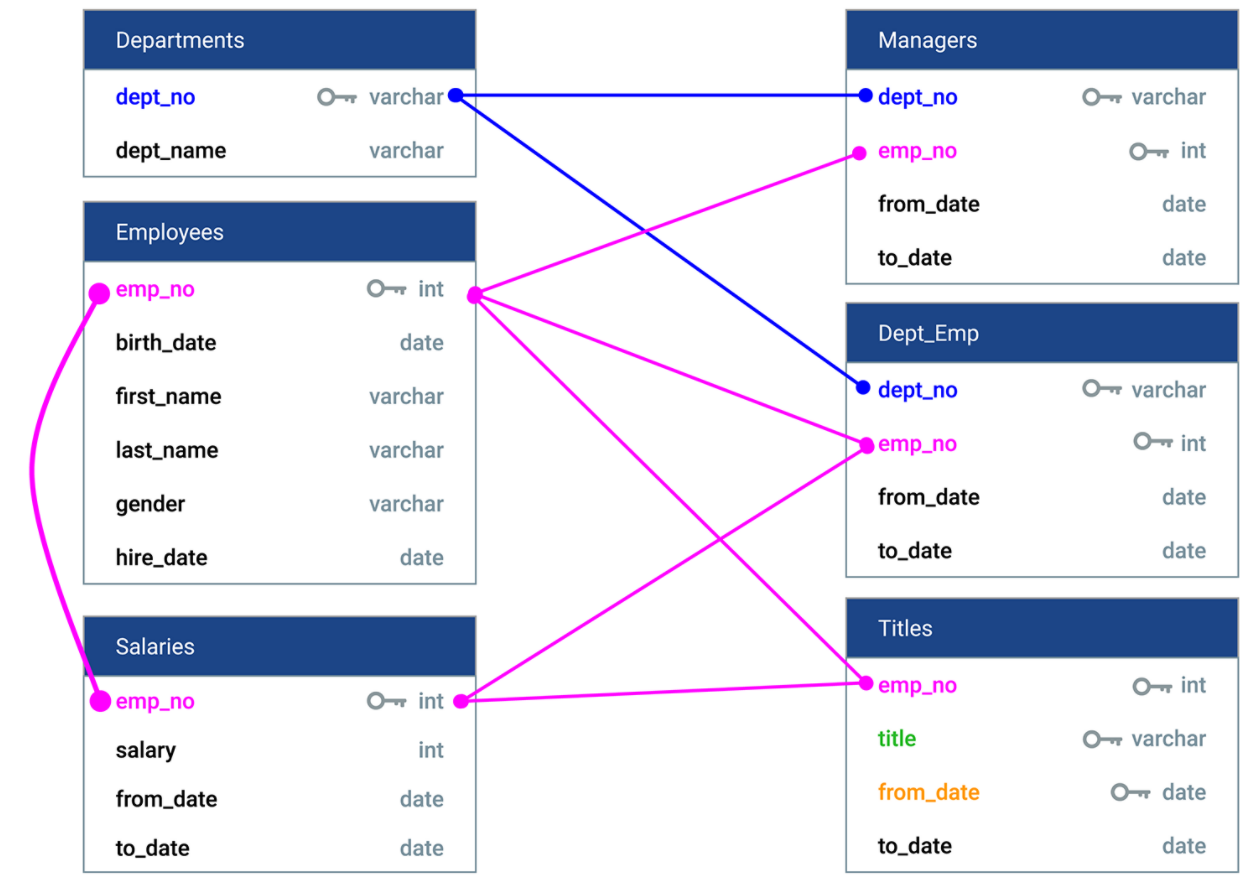 Departments
dept_no varchar
dept_name varchar
Employees
emp_no int
birth_date date
first_name varchar
last_name varchar
gender varchar
hire_date date
Salaries
emp_no int
salary int
from_date date
to_date date
Managers
dept_no varchar
emp_no int
from_date date
to_date date
Dept_Emp
dept_no varchar
emp_no int
from_date date
to_date date
Titles
emp_no int
title varchar
from_date date
to_date date